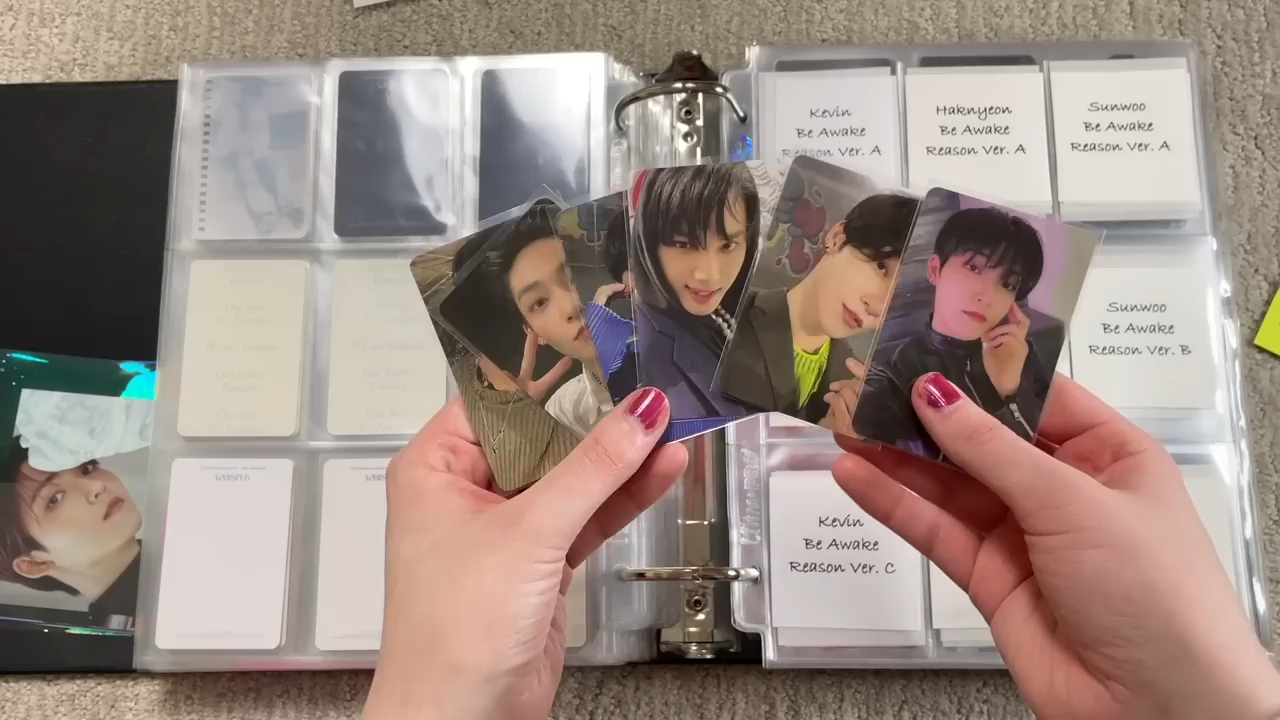 Kevin
Be Awake
Reason Ver. A
Haknyeon
Be Awake
Reason Ver. A
Sunwoo
Be Awake
Reason Ver. A
Sunwoo
Be Awake
Reason Ver. B
Kevin
Be Awake
Reason Ver. C